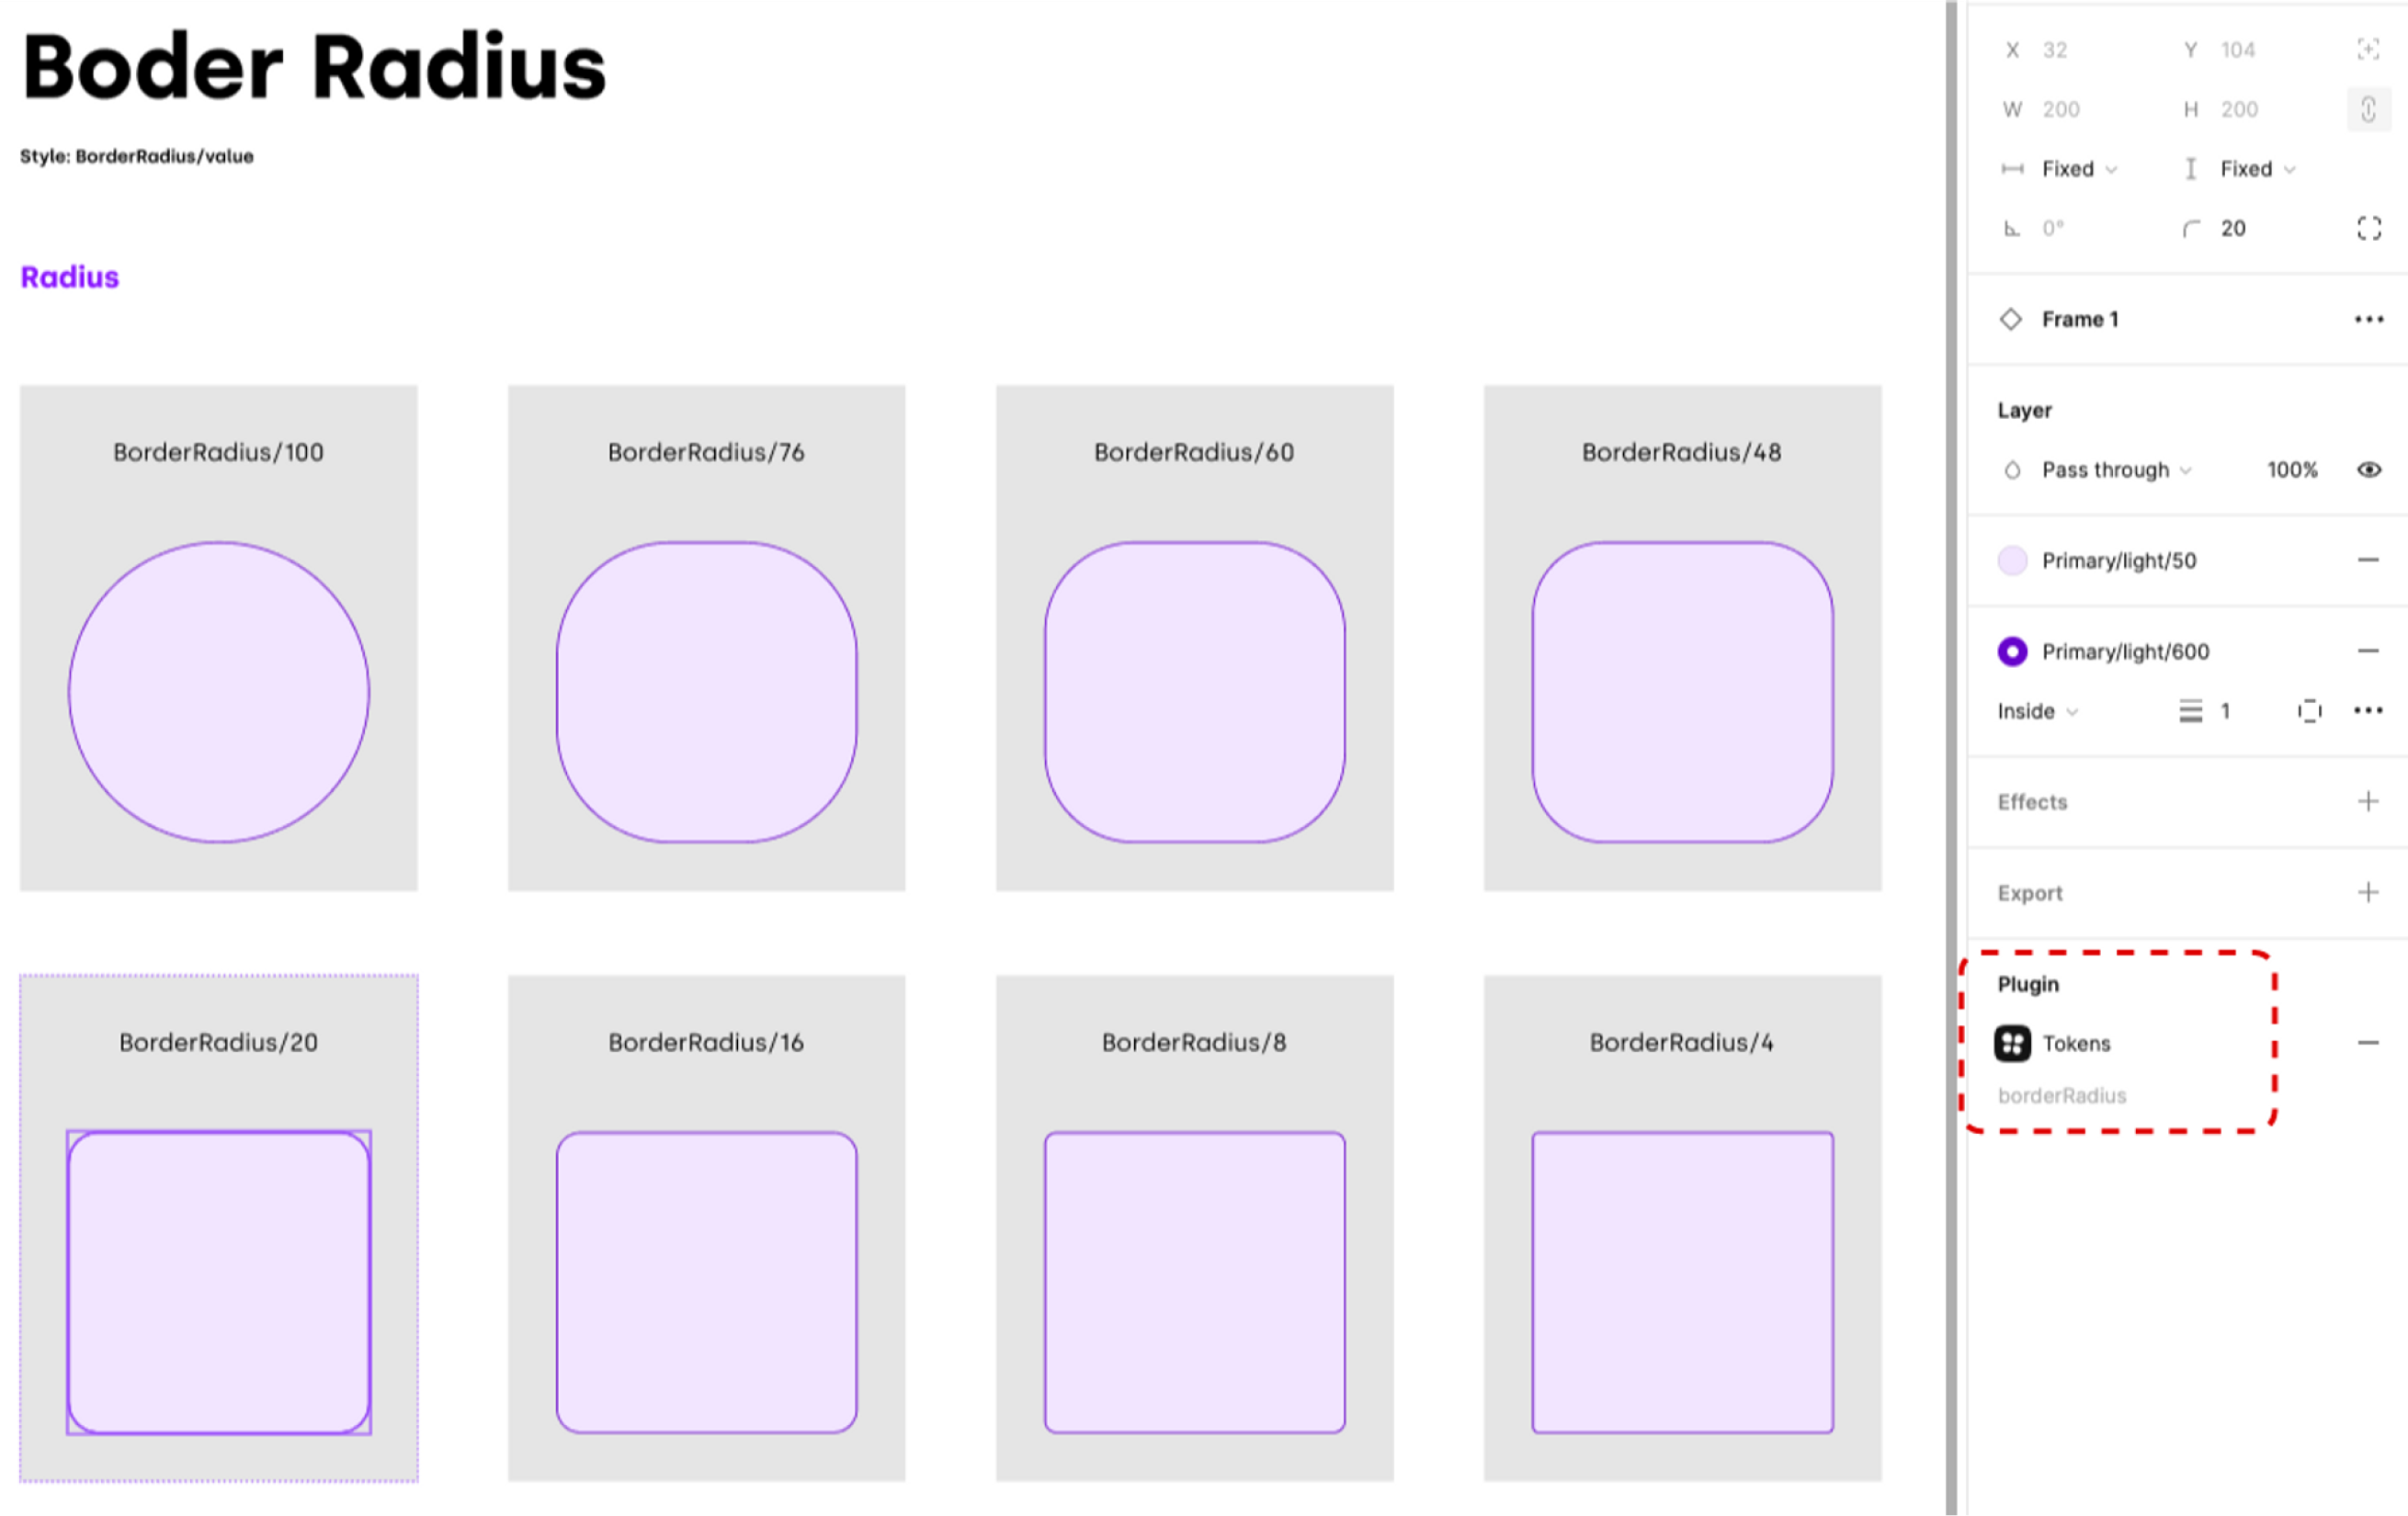 Boder Radius
Style: BorderRadius/value
Radius
BorderRadius/100
BorderRadius/76
BorderRadius/60
BorderRadius/48
BorderRadius/20
BorderRadius/16
BorderRadius/8
BorderRadius/4
X 32 Y 104
W 200 H 200
Fixed Fixed
0° 20
Frame 1
Layer
Pass through 100%
Primary/light/50
Primary/light/600
Inside 1
Effects
Export
Plugin
Tokens
borderRadius